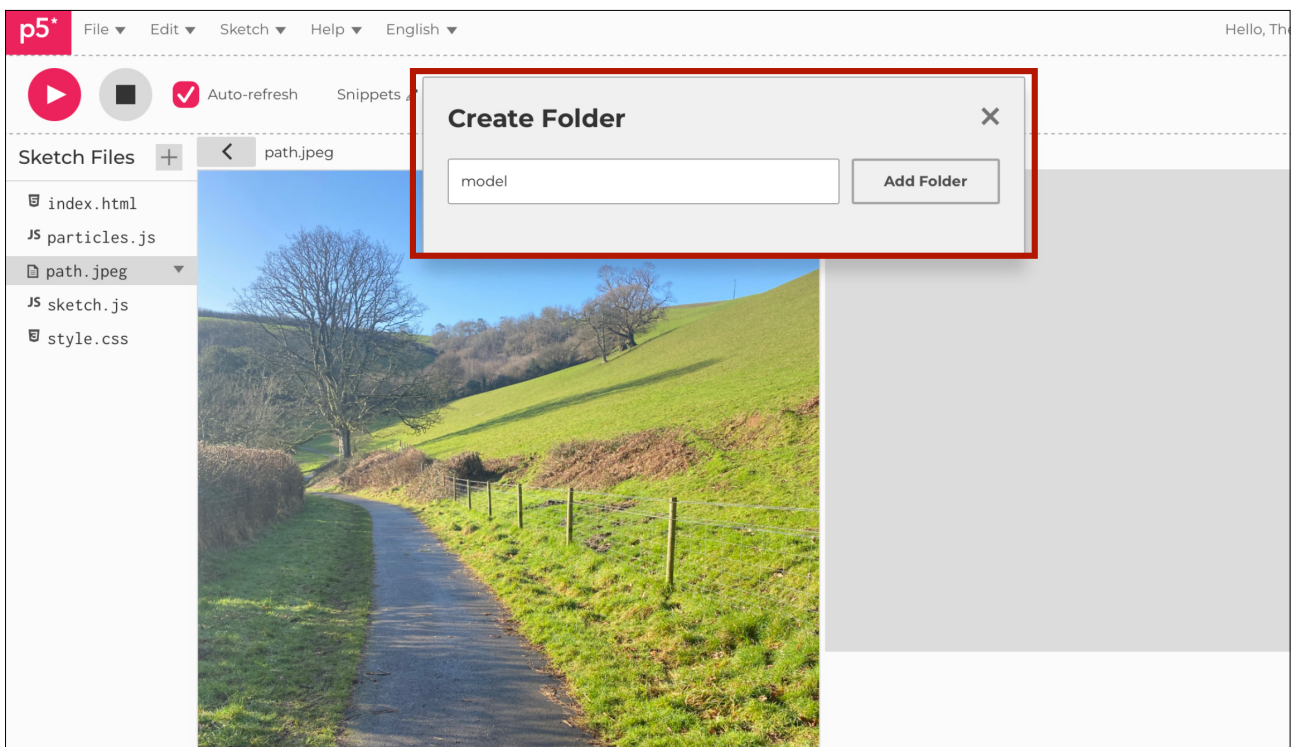 p5* File Edit Sketch Help English Hello, The
Auto-refresh Snippets
Create Folder
model Add Folder
Sketch Files path.jpeg
index.html
JS particles.js
path.jpeg
JS sketch.js
style.css